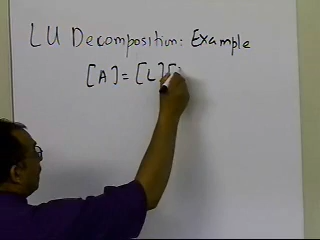 LU Decomposition: Example
[A] = [L][